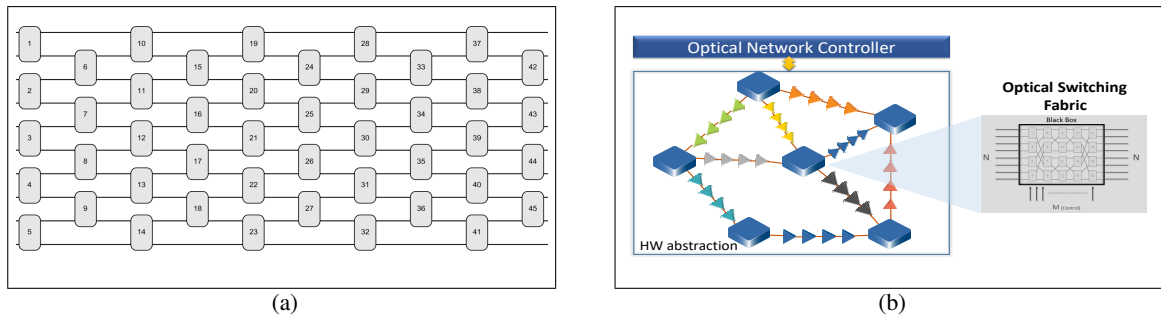 1 10 19 28 37
6 15 24 33 42
2 11 20 29 38
7 16 25 34 43
3 12 21 30 39
8 17 26 35 44
4 13 22 31 40
9 18 27 36 45
5 14 23 32 41
(a)
Optical Network Controller
HW abstraction
Optical Switching
Fabric
Black Box
N N
M (Control)
(b)